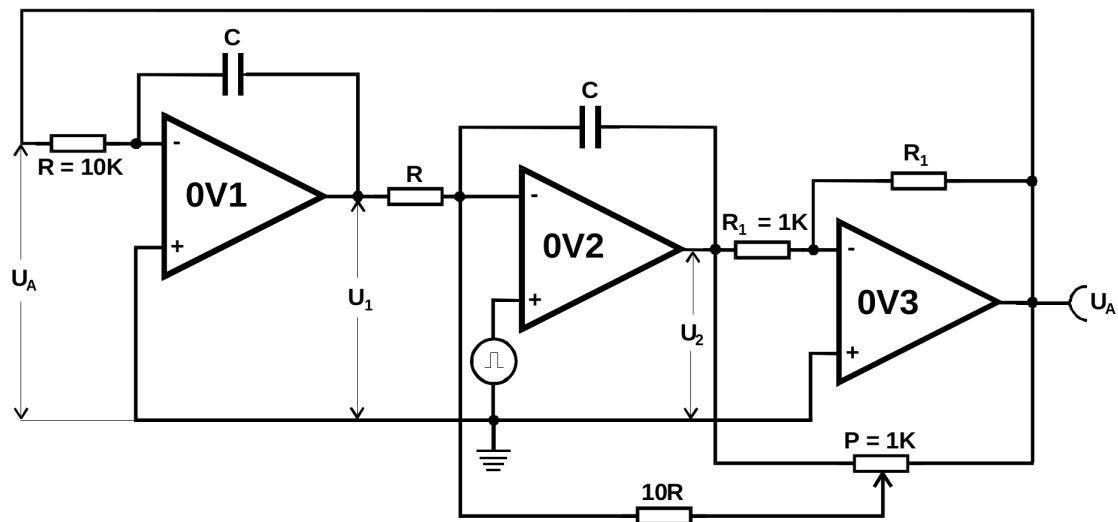 C
C
R = 10K
-
0V1
+
R
-
0V2
+
R1
R1 = 1K
-
0V3
+
UA
U1
U2
UA
P = 1K
10R